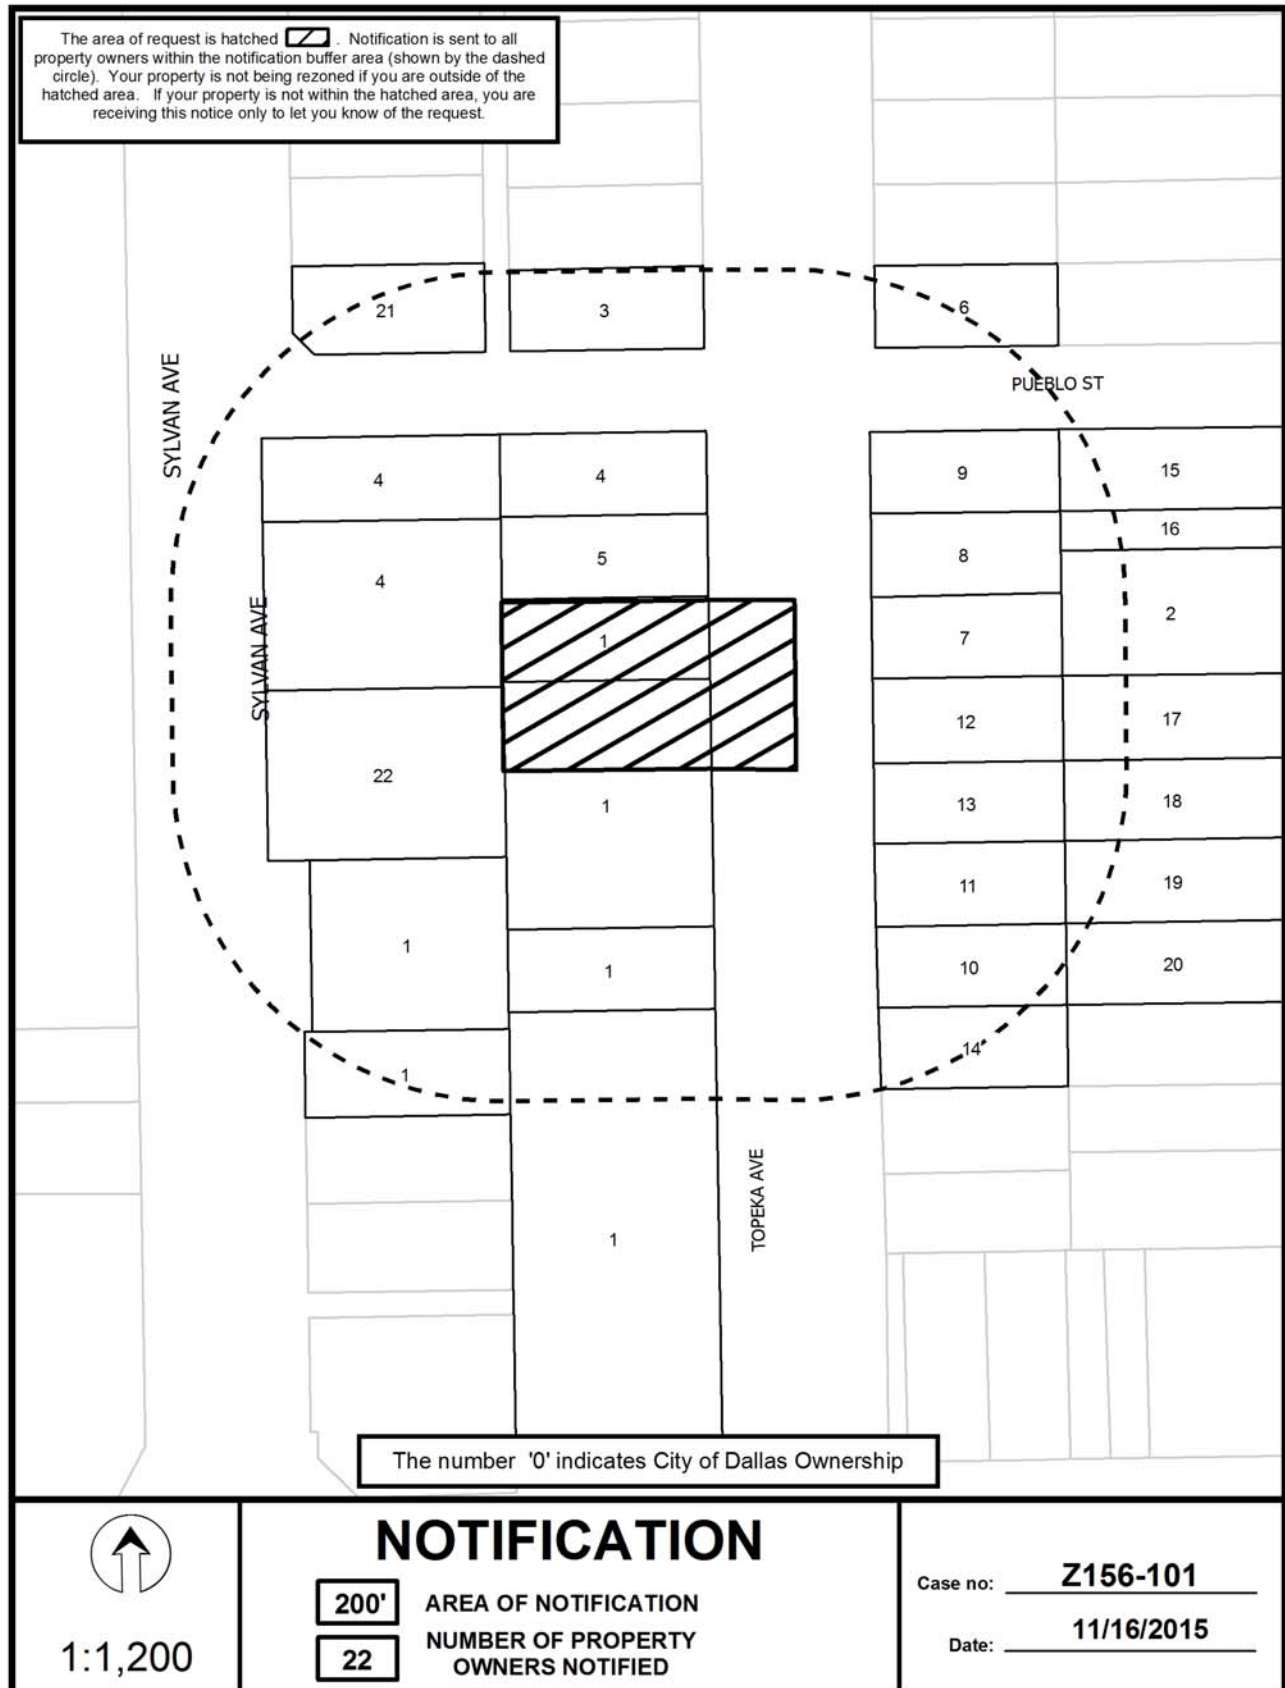 The area of request is hatched . Notification is sent to all
property owners within the notification buffer area (shown by the dashed
circle). Your property is not being rezoned if you are outside of the
hatched area. If your property is not within the hatched area, you are
receiving this notice only to let you know of the request.
21
3
6
SYLVAN AVE
PUEBLO ST
4
4
9
15
16
5
8
4
2
SYLVAN AVE
1
7
12
17
22
1
13
18
11
19
1
1
10
20
14
1
TOPEKA AVE
1
The number '0' indicates City of Dallas Ownership
1:1,200
NOTIFICATION
200' AREA OF NOTIFICATION
22 NUMBER OF PROPERTY
OWNERS NOTIFIED
Case no: Z156-101
Date: 11/16/2015